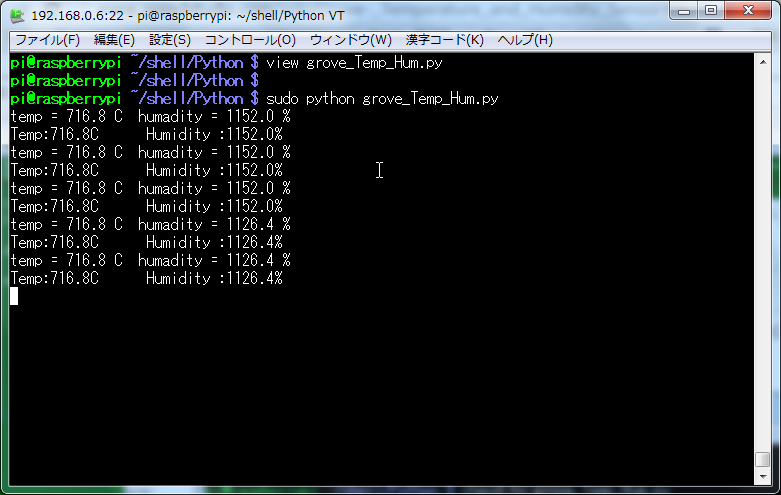 192.168.0.6:22 - pi@raspberrypi: ~/shell/Python VT
ファイル(F) 編集(E) 設定(S) コントロール(O) ウィンドウ(W) 漢字コード(K) ヘルプ(H)
pi@raspberrypi ~/shell/Python $ view grove_Temp_Hum.py
pi@raspberrypi ~/shell/Python $
pi@raspberrypi ~/shell/Python $ sudo python grove_Temp_Hum.py
temp = 716.8 C  humadity = 1152.0 %
Temp:716.8C      Humidity :1152.0%
temp = 716.8 C  humadity = 1152.0 %
Temp:716.8C      Humidity :1152.0%
temp = 716.8 C  humadity = 1152.0 %
Temp:716.8C      Humidity :1152.0%
temp = 716.8 C  humadity = 1126.4 %
Temp:716.8C      Humidity :1126.4%
temp = 716.8 C  humadity = 1126.4 %
Temp:716.8C      Humidity :1126.4%